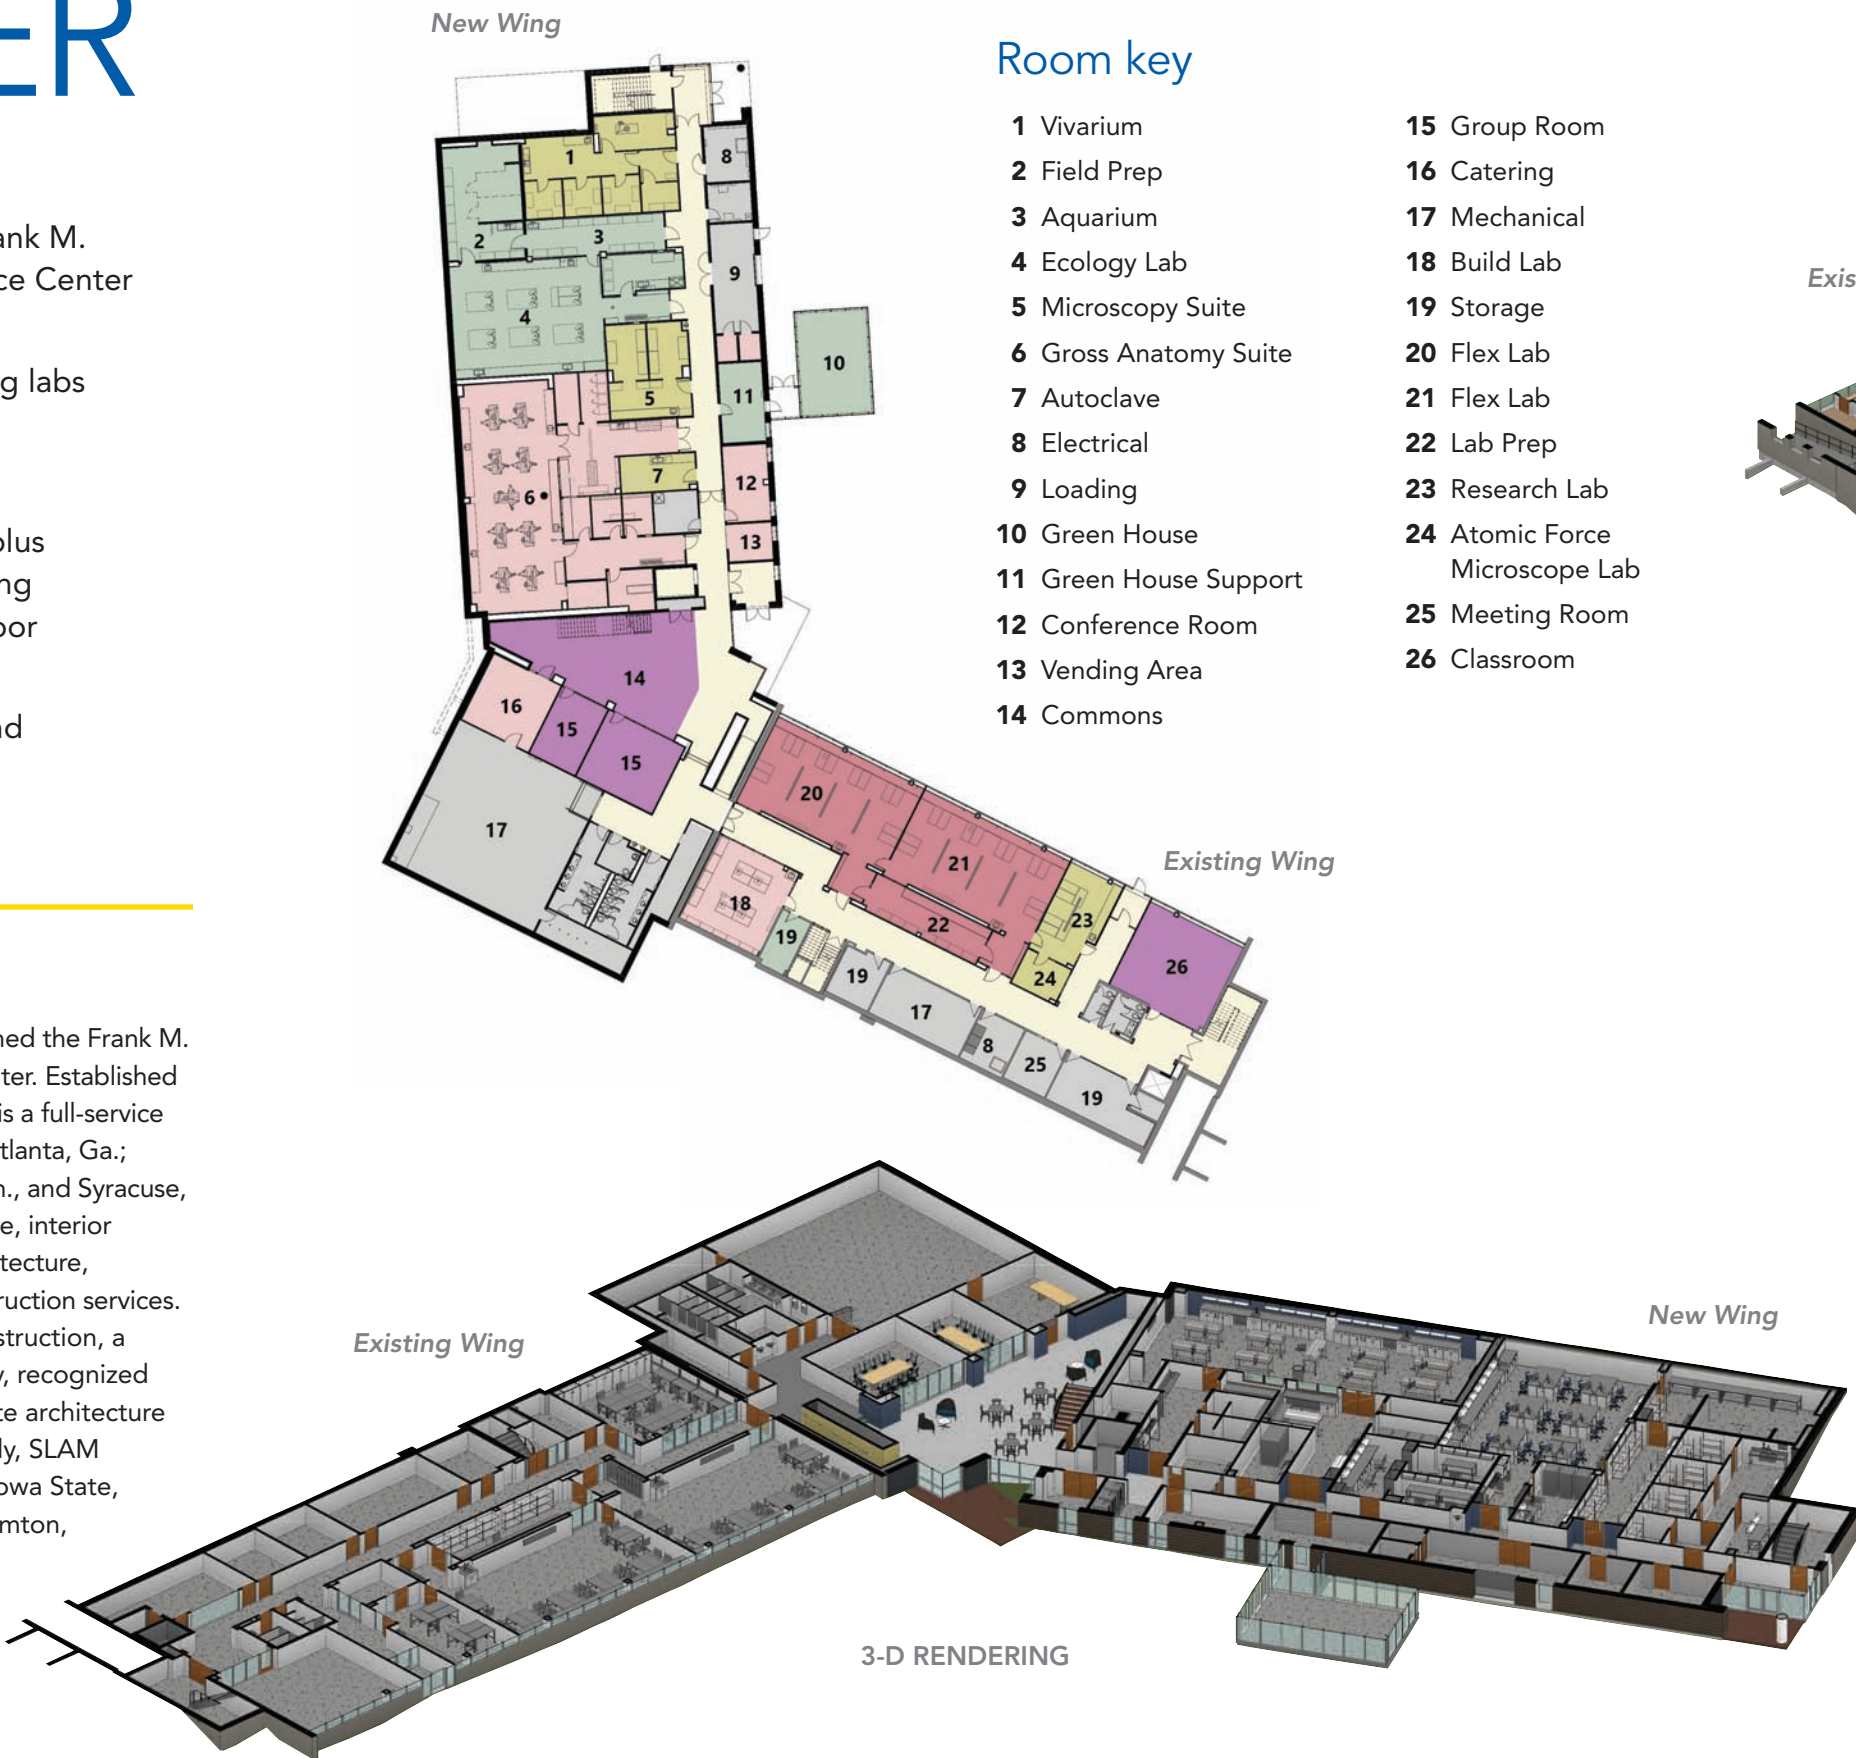 ER
ank M.
ce Center
g labs
plus
ng
oor
nd
ned the Frank M.
ter. Established
is a full-service
tlanta, Ga.;
n., and Syracuse,
re, interior
tecture,
ruction services.
struction, a
y, recognized
te architecture
ly, SLAM
owa State,
mton,
New Wing
1
8
2
3
9
4
10
5
11
7
12
6
13
14
16
15
15
17
20
21
Existing Wing
18
22
23
19
26
24
19
17
8
25
19
Room key
1 Vivarium
2 Field Prep
3 Aquarium
4 Ecology Lab
5 Microscopy Suite
6 Gross Anatomy Suite
7 Autoclave
8 Electrical
9 Loading
10 Green House
11 Green House Support
12 Conference Room
13 Vending Area
14 Commons
15 Group Room
16 Catering
17 Mechanical
18 Build Lab
19 Storage
20 Flex Lab
21 Flex Lab
22 Lab Prep
23 Research Lab
24 Atomic Force
Microscope Lab
25 Meeting Room
26 Classroom
Exis
Existing Wing
New Wing
3-D RENDERING